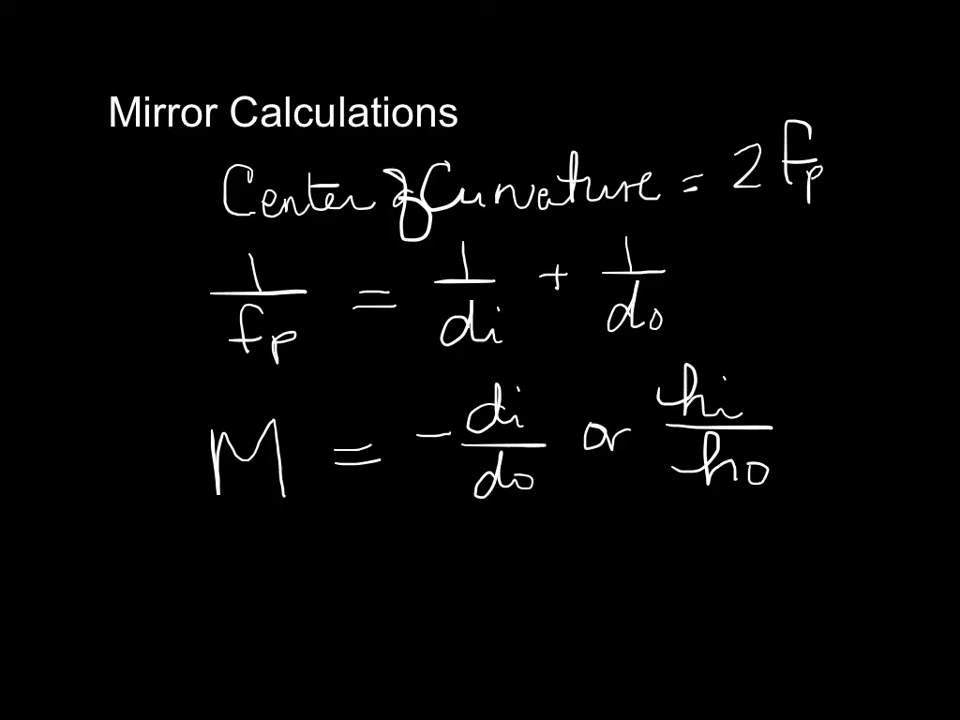 Mirror Calculations
Center of Curvature = 2 fp
1/fp = 1/di + 1/do
M = - di/do or hi/ho